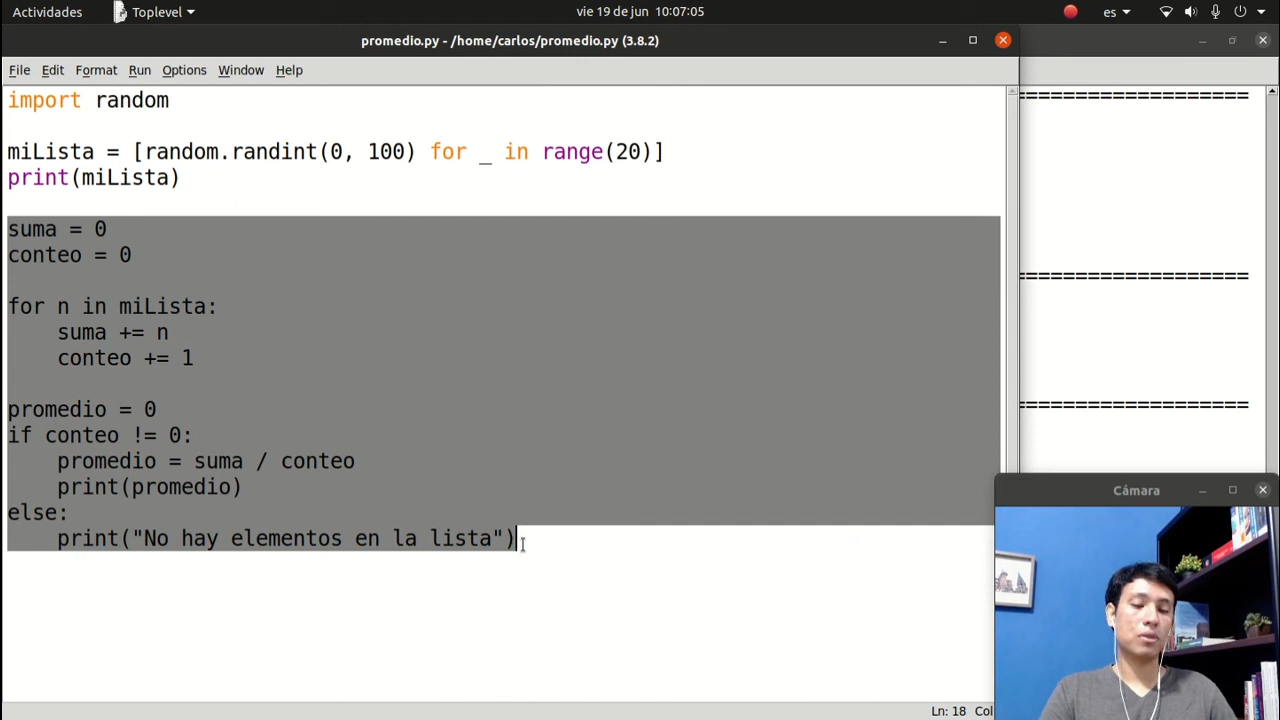 Actividades Toplevel vie 19 de jun 10:07:05 es
promedio.py - /home/carlos/promedio.py (3.8.2)
File Edit Format Run Options Window Help
import random
miLista = [random.randint(0, 100) for _ in range(20)]
print(miLista)
suma = 0
conteo = 0
for n in miLista:
    suma += n
    conteo += 1
promedio = 0
if conteo != 0:
    promedio = suma / conteo
    print(promedio)
else:
    print("No hay elementos en la lista")
===================
===================
===================
Cámara
Ln: 18 Col